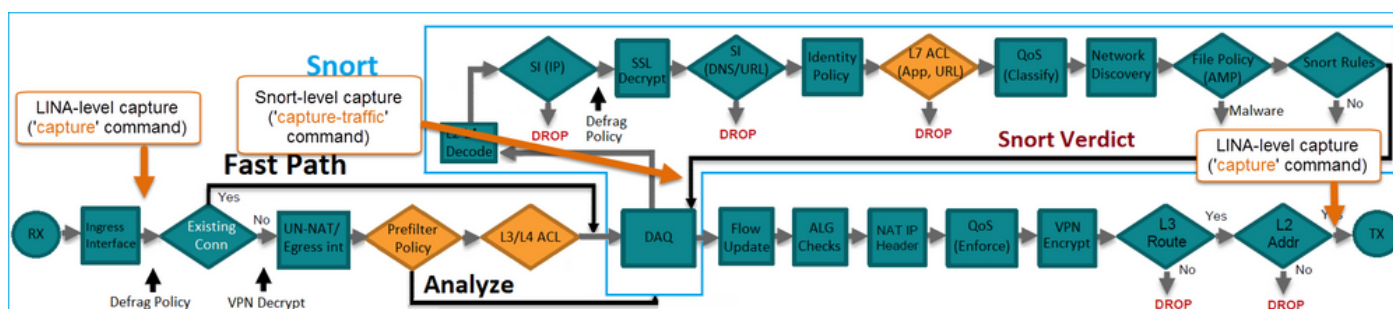 Snort
SI (IP)
SSL
Decrypt
SI
(DNS/URL)
Identity
Policy
L7 ACL
(App, URL)
QoS
(Classify)
Network
Discovery
File Policy
(AMP)
Snort Rules
DROP
Defrag
Policy
DROP
DROP
Malware
No
Snort Verdict
LINA-level capture
('capture' command)
Snort-level capture
('capture-traffic'
command)
Decode
LINA-level capture
('capture' command)
Fast Path
Yes
RX
Ingress
Interface
Existing
Conn
No
UN-NAT/
Egress int
Prefilter
Policy
L3/L4 ACL
DAQ
Flow
Update
ALG
Checks
NAT IP
Header
QoS
(Enforce)
VPN
Encrypt
L3
Route
Yes
L2
Addr
TX
Defrag Policy
VPN Decrypt
Analyze
No
DROP
No
DROP